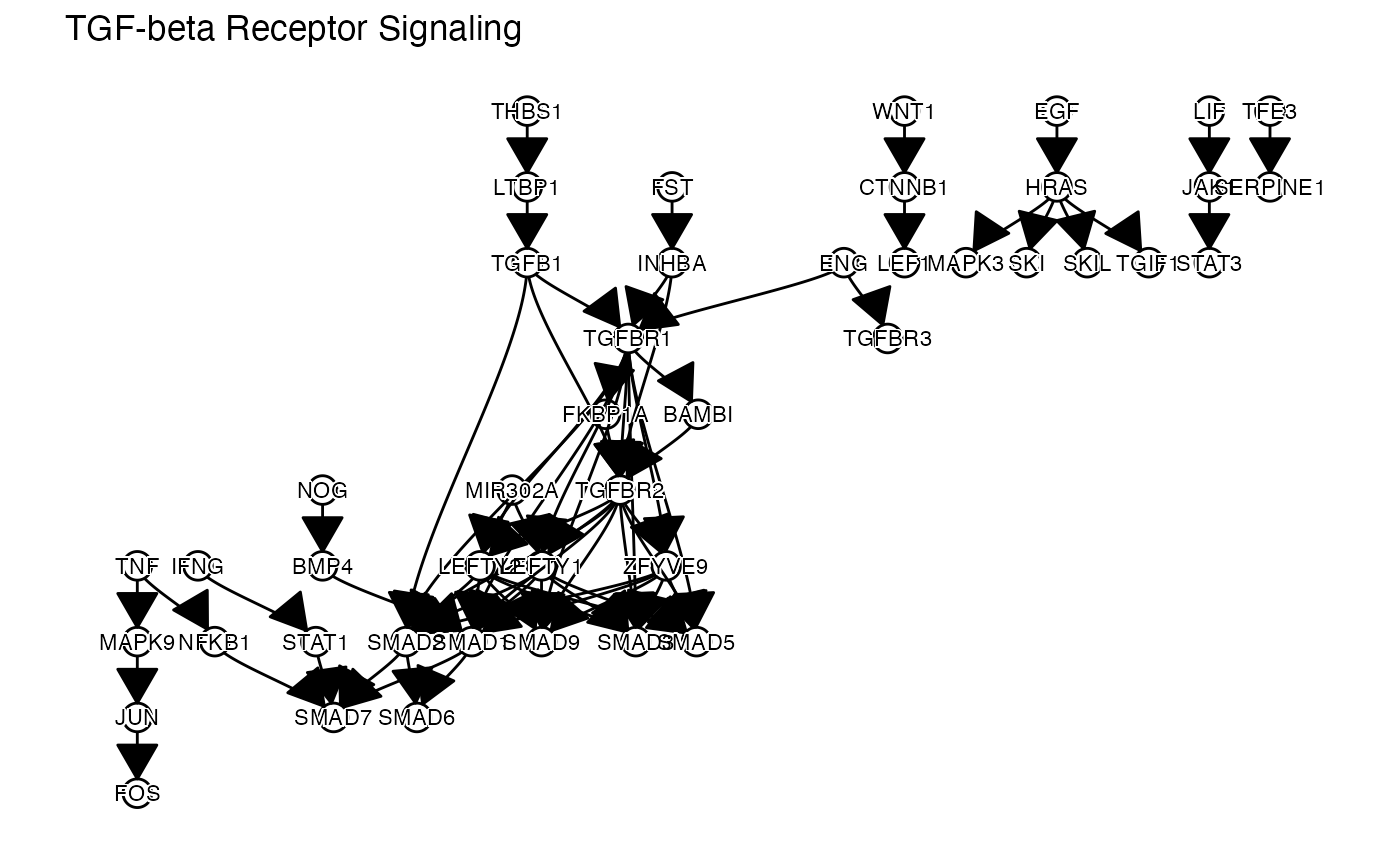 TGF-beta Receptor Signaling
THBS1 WNT1 EGF LIF TFE3
LTBP1 FST CTNNB1 HRAS JAK1 SERPINE1
TGFB1 INHBA ENG LEF1 MAPK3 SKI SKIL TGIF1 STAT3
TGFBR1 TGFBR3
FKBP1A BAMBI
NOG MIR302A TGFBR2
TNF IFNG BMP4 LEFTY2 LEFTY1 ZFYVE9
MAPK9 NFKB1 STAT1 SMAD2 SMAD1 SMAD9 SMAD3 SMAD5
JUN SMAD7 SMAD6
FOS